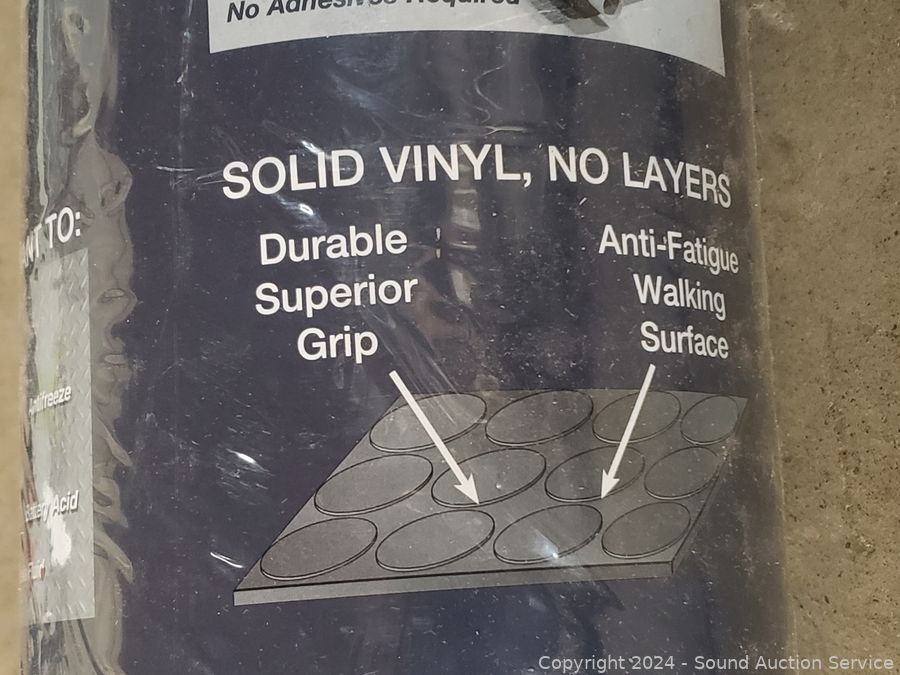 No Adhesives Required
SOLID VINYL, NO LAYERS
TO:
Durable
Superior
Grip
Anti-Fatigue
Walking
Surface
Antifreeze
Battery Acid
Copyright 2024 - Sound Auction Service